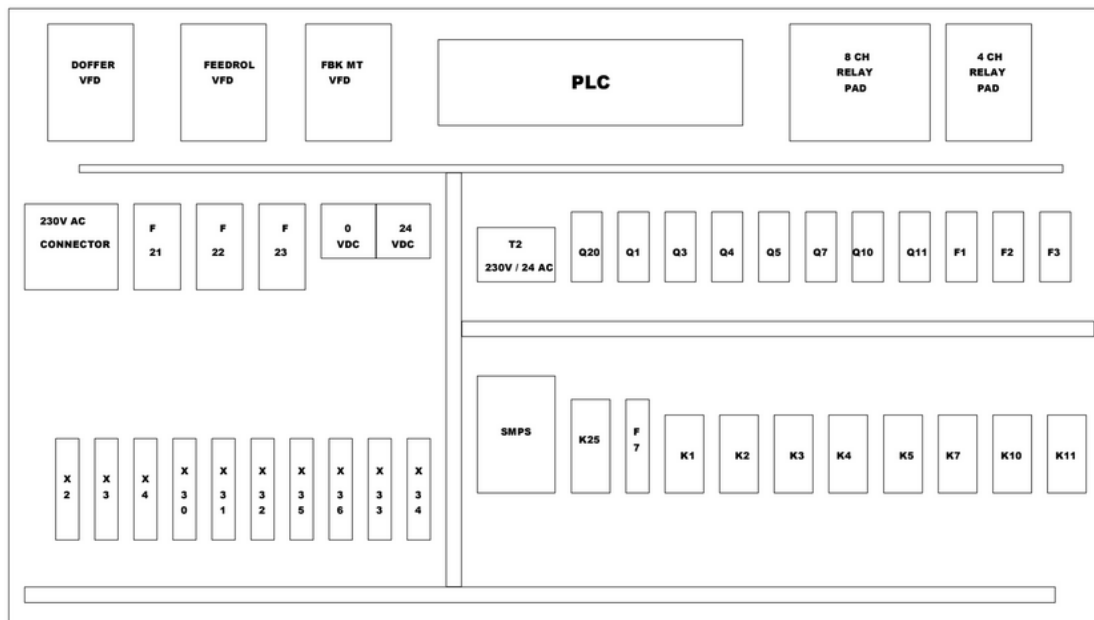 DOFFER
VFD
FEEDROL
VFD
FBK MT
VFD
PLC
8 CH
RELAY
PAD
4 CH
RELAY
PAD
230V AC
CONNECTOR
F
21
F
22
F
23
0
VDC
24
VDC
T2
230V / 24 AC
Q20
Q1
Q3
Q4
Q5
Q7
Q10
Q11
F1
F2
F3
SMPS
K25
F
7
K1
K2
K3
K4
K5
K7
K10
K11
X
2
X
3
X
4
X
3
0
X
3
1
X
3
2
X
3
5
X
3
6
X
3
3
X
3
4